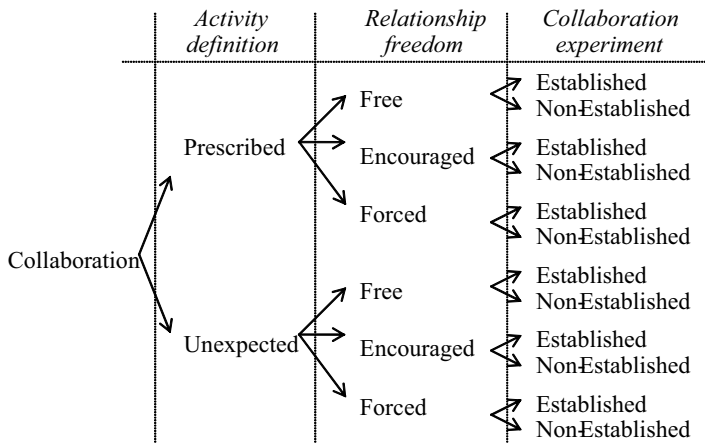 Activity definition
Relationship freedom
Collaboration experiment
Collaboration
Prescribed
Free
Established
Non-Established
Encouraged
Established
Non-Established
Forced
Established
Non-Established
Unexpected
Free
Established
Non-Established
Encouraged
Established
Non-Established
Forced
Established
Non-Established